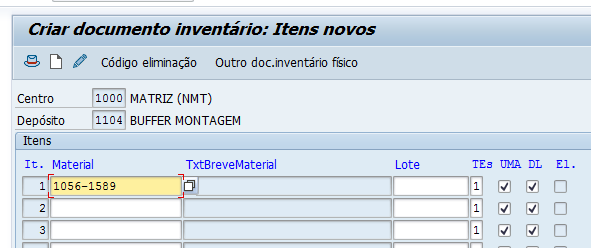 Criar documento inventário: Itens novos
Código eliminação Outro doc.inventário físico
Centro 1000 MATRIZ (NMT)
Depósito 1104 BUFFER MONTAGEM
Itens
It. Material TxtBreveMaterial Lote TEs UMA DL El.
1 1056-1589 1
2 1
3 1